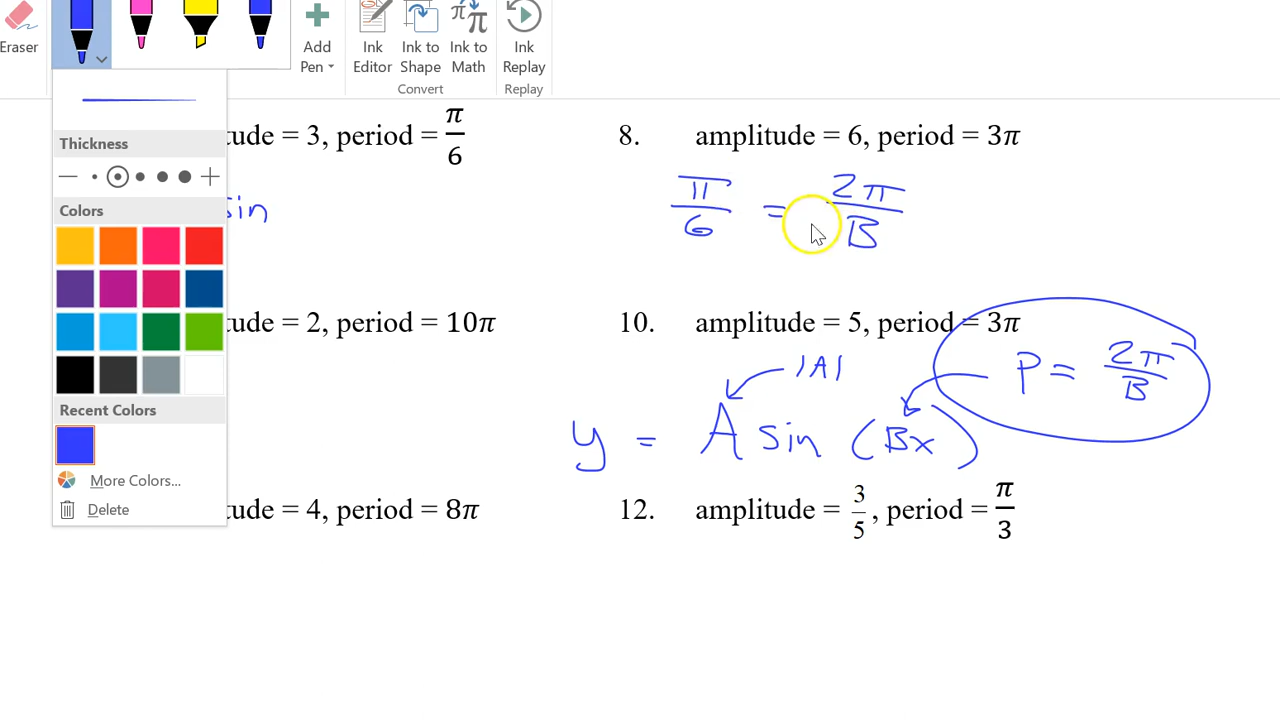 Eraser
Add
Pen
Ink
Editor
Ink to
Shape
Ink to
Math
Convert
Ink
Replay
Replay
Thickness
Colors
Recent Colors
More Colors...
Delete
tude = 3, period = π/6
8. amplitude = 6, period = 3π
sin
π/6 = 2π/B
tude = 2, period = 10π
10. amplitude = 5, period = 3π
|A|
P = 2π/B
y = A sin (Bx)
tude = 4, period = 8π
12. amplitude = 3/5, period = π/3